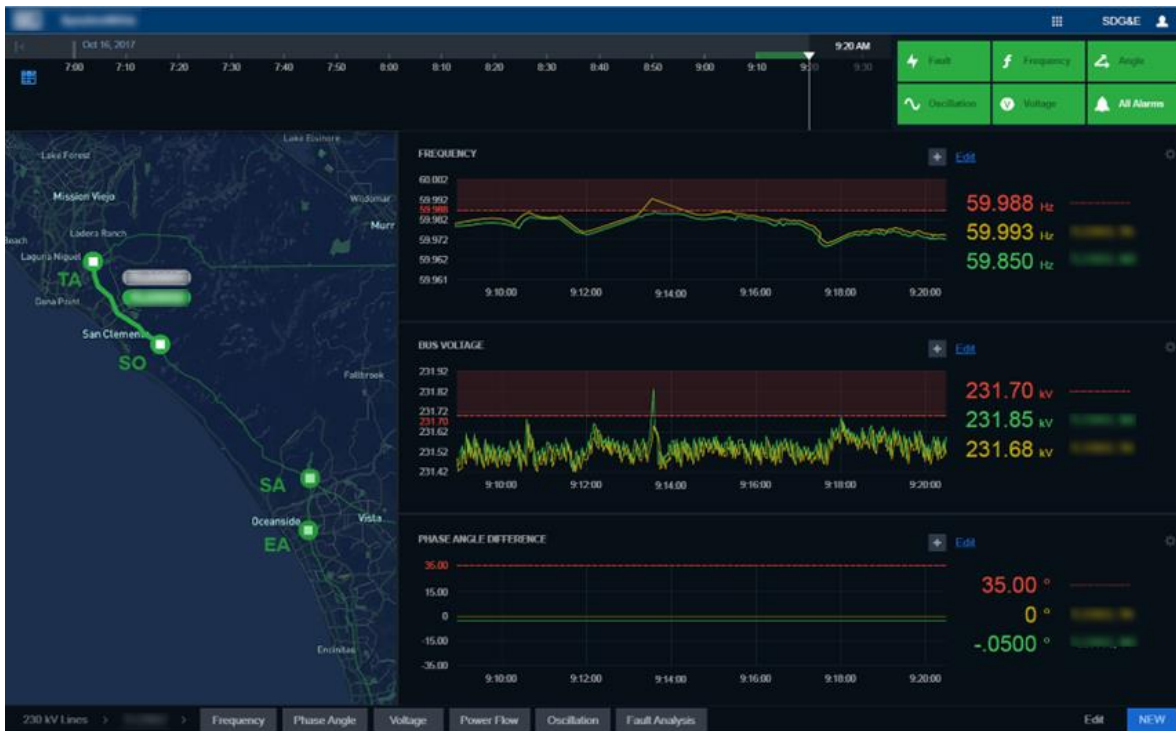 SDG&E
Oct 16, 2017
9:20 AM
7:00 7:10 7:20 7:30 7:40 7:50 8:00 8:10 8:20 8:30 8:40 8:50 9:00 9:10 9:20 9:30
Fault Frequency Angle
Oscillation Voltage All Alarms
Lake Elsinore
Lake Forest
Mission Viejo
Wildomar
Murr
Ladera Ranch
each
Laguna Niguel
TA
Dana Point
San Clemen
SO
Fallbrook
SA
Oceanside
Vista
EA
Encinitas
FREQUENCY
+ Edit
60.002
59.992
59.988
59.982
59.972
59.962
59.961
9:10:00 9:12:00 9:14:00 9:16:00 9:18:00 9:20:00
59.988 Hz
59.993 Hz
59.850 Hz
BUS VOLTAGE
+ Edit
231.92
231.82
231.72
231.70
231.62
231.52
231.42
9:10:00 9:12:00 9:14:00 9:16:00 9:18:00 9:20:00
231.70 kV
231.85 kV
231.68 kV
PHASE ANGLE DIFFERENCE
+ Edit
35.00
15.00
0
-15.00
-35.00
9:10:00 9:12:00 9:14:00 9:16:00 9:18:00 9:20:00
35.00 °
0 °
-.0500 °
230 kV Lines > > Frequency Phase Angle Voltage Power Flow Oscillation Fault Analysis Edit NEW